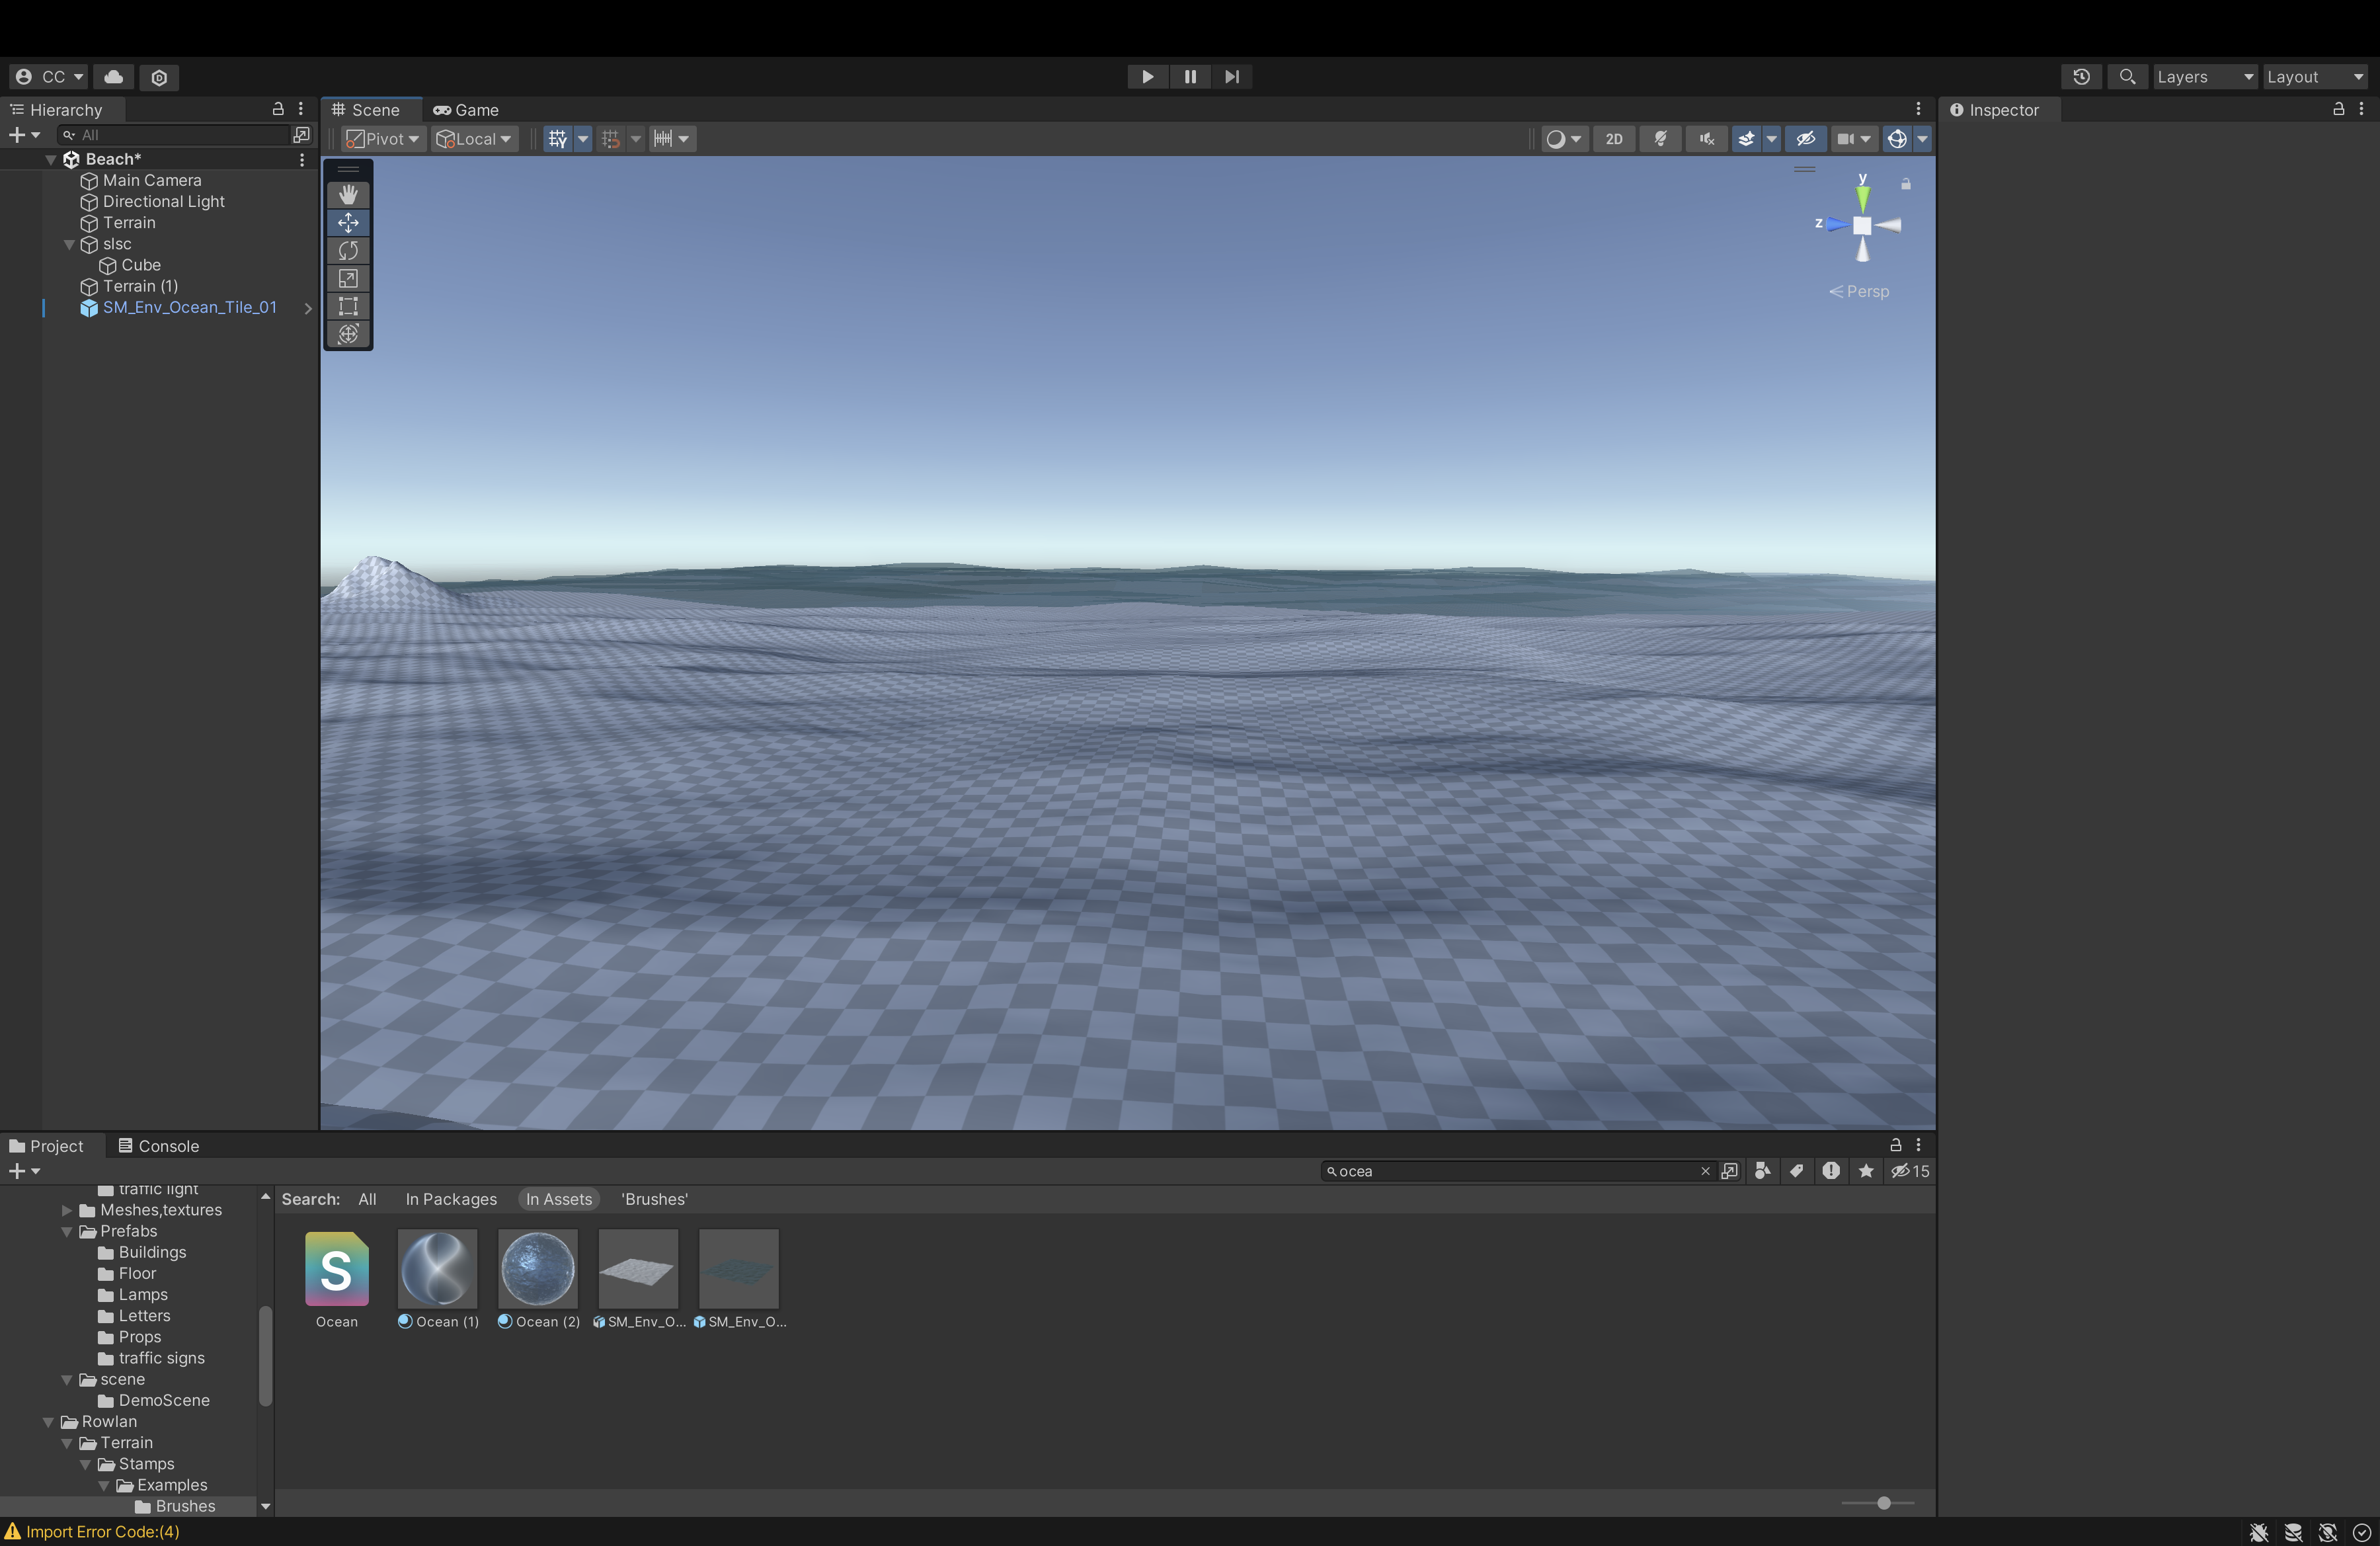 CC
Layers
Layout
Hierarchy
Scene
Game
Inspector
All
Pivot
Local
2D
Beach*
Main Camera
Directional Light
Terrain
slsc
Cube
Terrain (1)
SM_Env_Ocean_Tile_01
y
z
Persp
Project
Console
ocea
15
Search:
All
In Packages
In Assets
'Brushes'
traffic light
Meshes,textures
Prefabs
Buildings
Floor
Lamps
Letters
Props
traffic signs
scene
DemoScene
Rowlan
Terrain
Stamps
Examples
Brushes
S
Ocean
Ocean (1)
Ocean (2)
SM_Env_O...
SM_Env_O...
Import Error Code:(4)